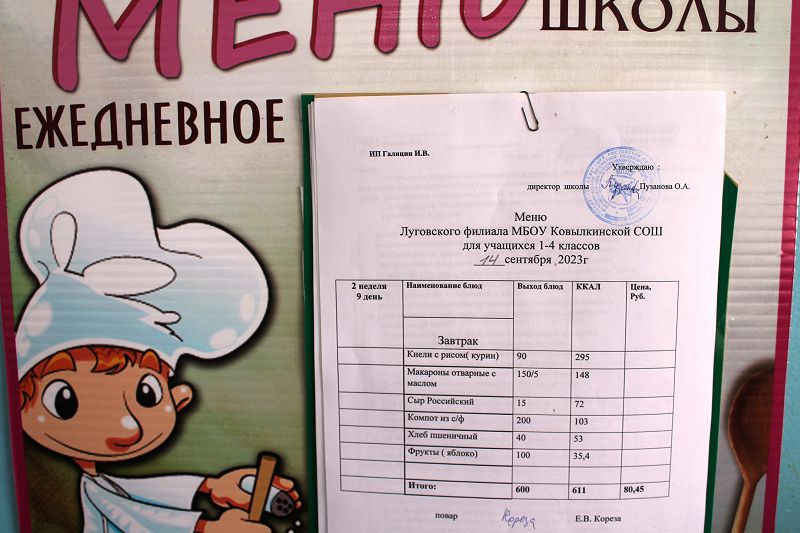 МЕНЮ
ШКОЛЫ
ЕЖЕДНЕВНОЕ
ИП Галицин И.В.
Утверждаю :
директор школы Пузанова О.А.
Меню
Луговского филиала МБОУ Ковылкинской СОШ
для учащихся 1-4 классов
14 сентября 2023г
2 неделя Наименование блюд Выход блюд ККАЛ Цена,
9 день Руб.
Завтрак
Кнели с рисом( курин) 90 295
Макароны отварные с 150/5 148
маслом
Сыр Российский 15 72
Компот из с/ф 200 103
Хлеб пшеничный 40 53
Фрукты ( яблоко) 100 35,4
Итого: 600 611 80,45
повар Кореза Е.В. Кореза